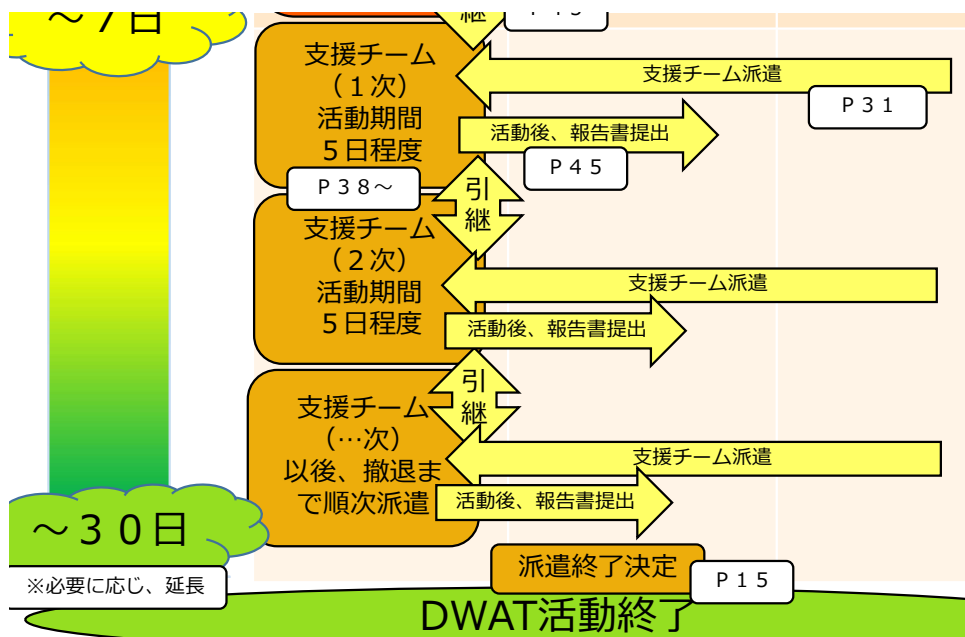 ～7日
継
支援チーム
（１次）
活動期間
５日程度
支援チーム派遣
Ｐ３１
活動後、報告書提出
Ｐ４５
Ｐ３８～
引
継
支援チーム
（２次）
活動期間
５日程度
支援チーム派遣
活動後、報告書提出
引
継
支援チーム
（…次）
以後、撤退ま
で順次派遣
支援チーム派遣
活動後、報告書提出
～３０日
※必要に応じ、延長
派遣終了決定
Ｐ１５
DWAT活動終了